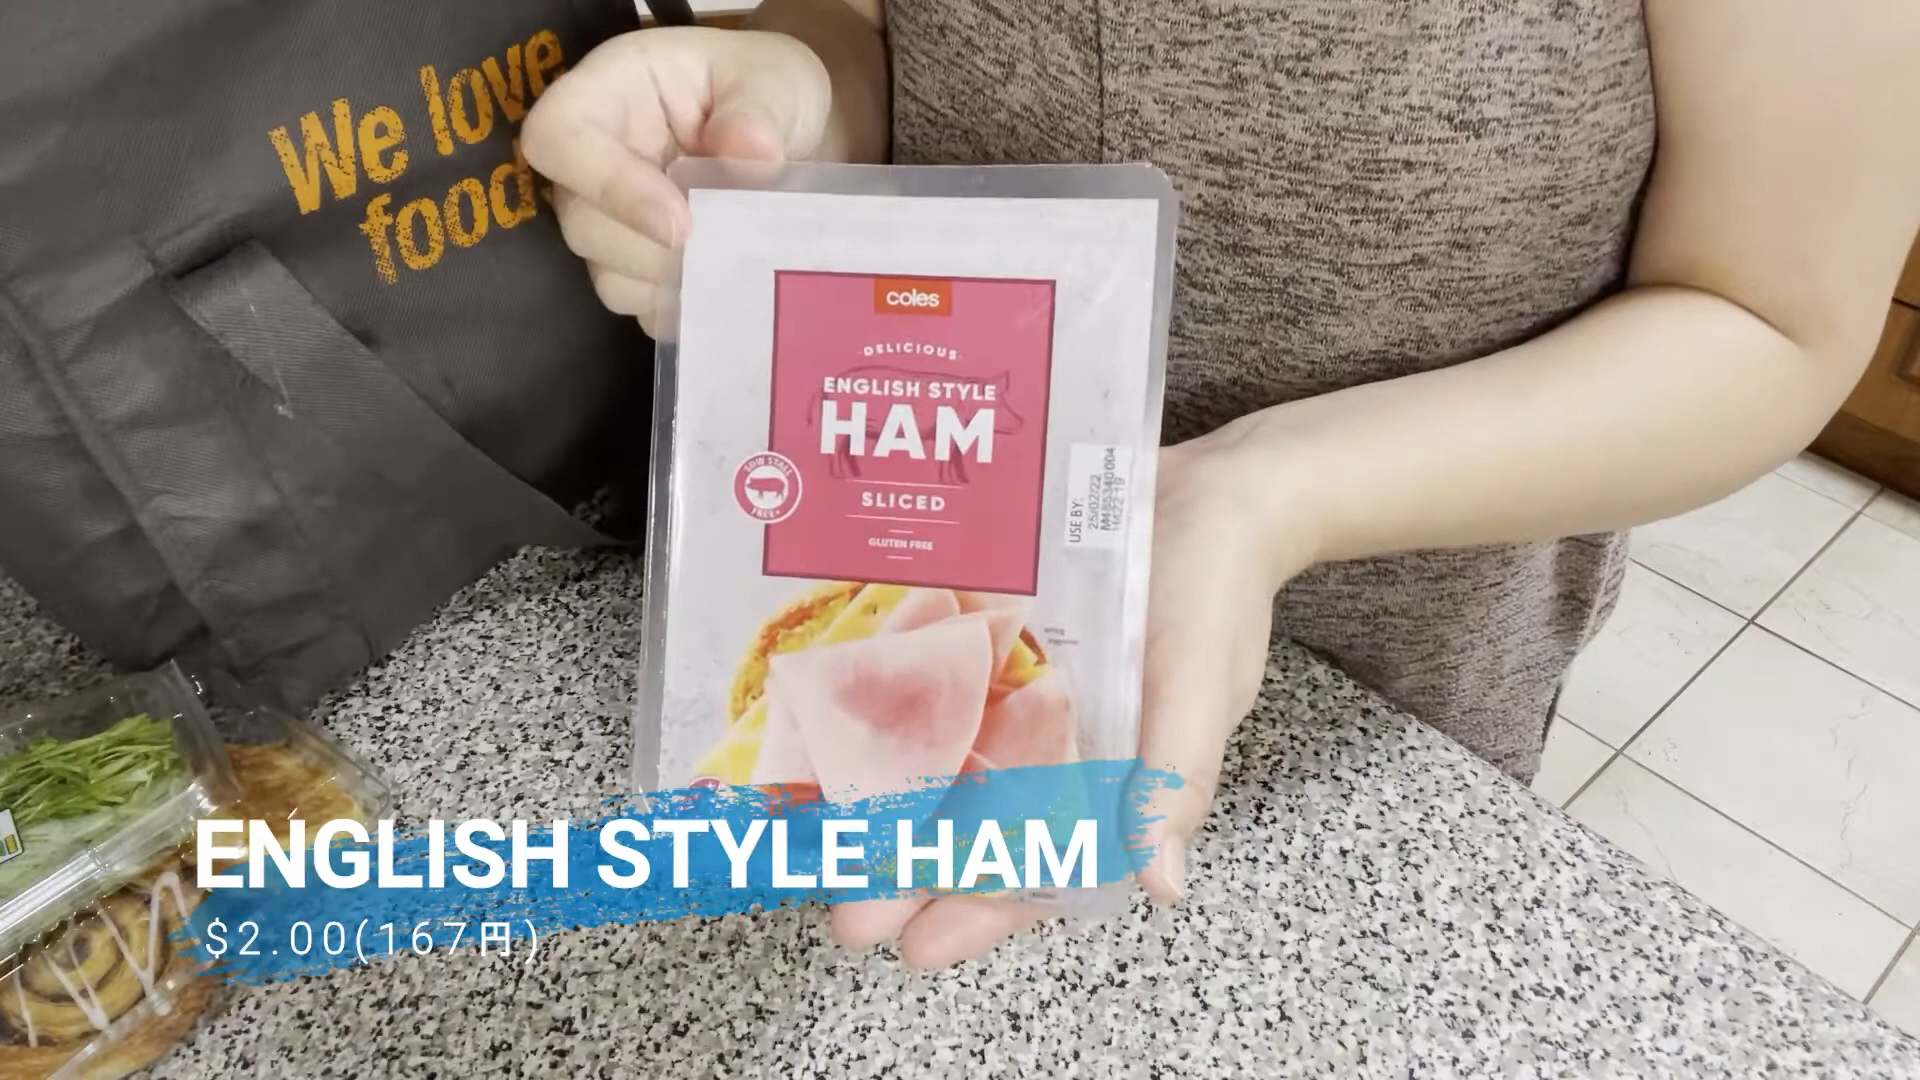 We love
food
coles
DELICIOUS
ENGLISH STYLE
HAM
SLICED
GLUTEN FREE
SOW STALL
FREE+
USE BY:
25/02/22
ENGLISH STYLE HAM
$2.00(167円)